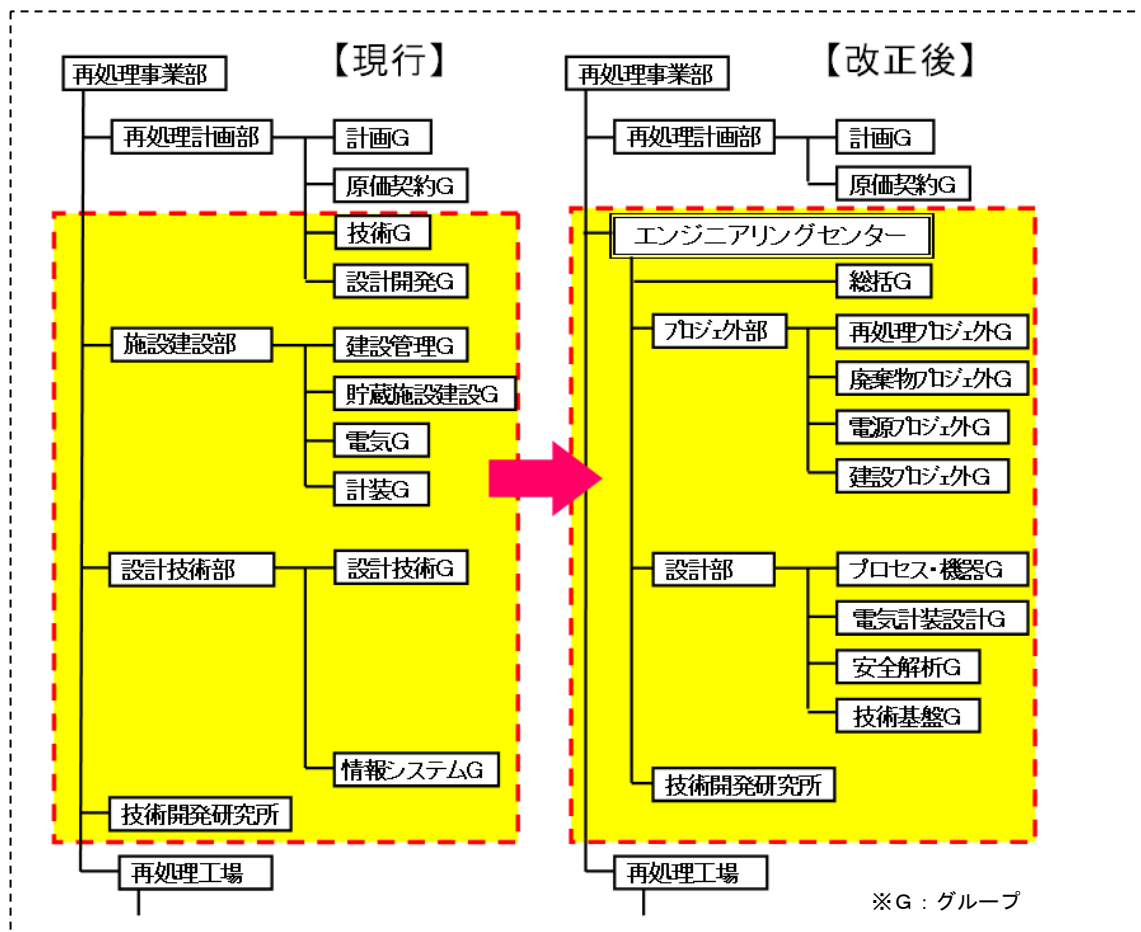 【現行】
再処理事業部
再処理計画部
計画G
原価契約G
技術G
設計開発G
施設建設部
建設管理G
貯蔵施設建設G
電気G
計装G
設計技術部
設計技術G
情報システムG
技術開発研究所
再処理工場
【改正後】
再処理事業部
再処理計画部
計画G
原価契約G
エンジニアリングセンター
総括G
プロジェクト部
再処理プロジェクトG
廃棄物プロジェクトG
電源プロジェクトG
建設プロジェクトG
設計部
プロセス・機器G
電気計装設計G
安全解析G
技術基盤G
技術開発研究所
再処理工場
※G：グループ